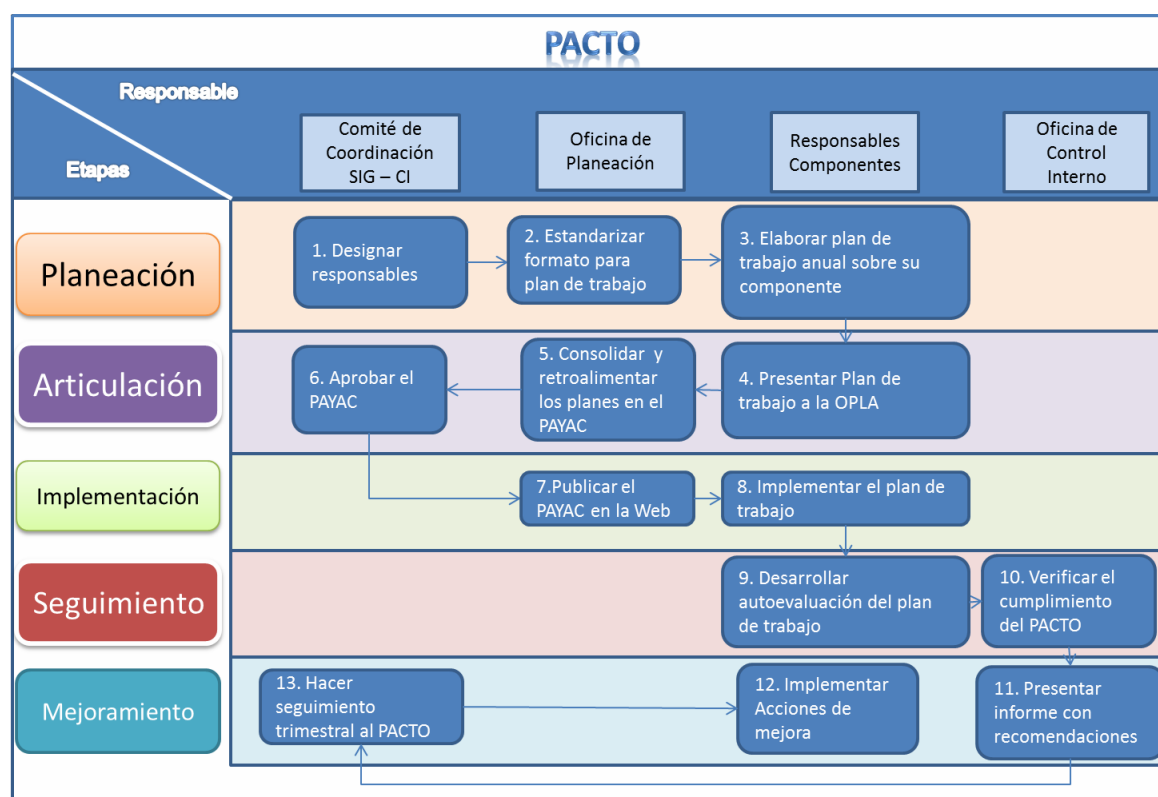 PACTO
Responsable
Etapas
Comité de
Coordinación
SIG – CI
Oficina de
Planeación
Responsables
Componentes
Oficina de
Control
Interno
Planeación
1. Designar
responsables
2. Estandarizar
formato para
plan de trabajo
3. Elaborar plan de
trabajo anual sobre su
componente
Articulación
6. Aprobar el
PAYAC
5. Consolidar y
retroalimentar
los planes en el
PAYAC
4. Presentar Plan de
trabajo a la OPLA
Implementación
7.Publicar el
PAYAC en la Web
8. Implementar el plan de
trabajo
Seguimiento
9. Desarrollar
autoevaluación del plan
de trabajo
10. Verificar el
cumplimiento
del PACTO
Mejoramiento
13. Hacer
seguimiento
trimestral al PACTO
12. Implementar
Acciones de
mejora
11. Presentar
informe con
recomendaciones